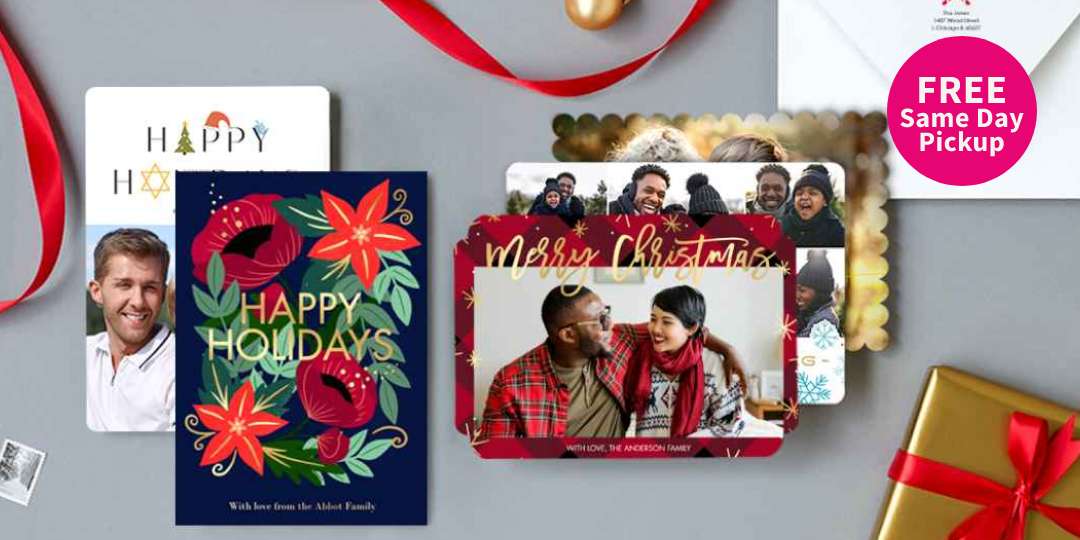 HAPPY
HAPPY
HOLIDAYS
With love from the Abbot Family
Merry Christmas
WITH LOVE, THE ANDERSON FAMILY
FREE
Same Day
Pickup